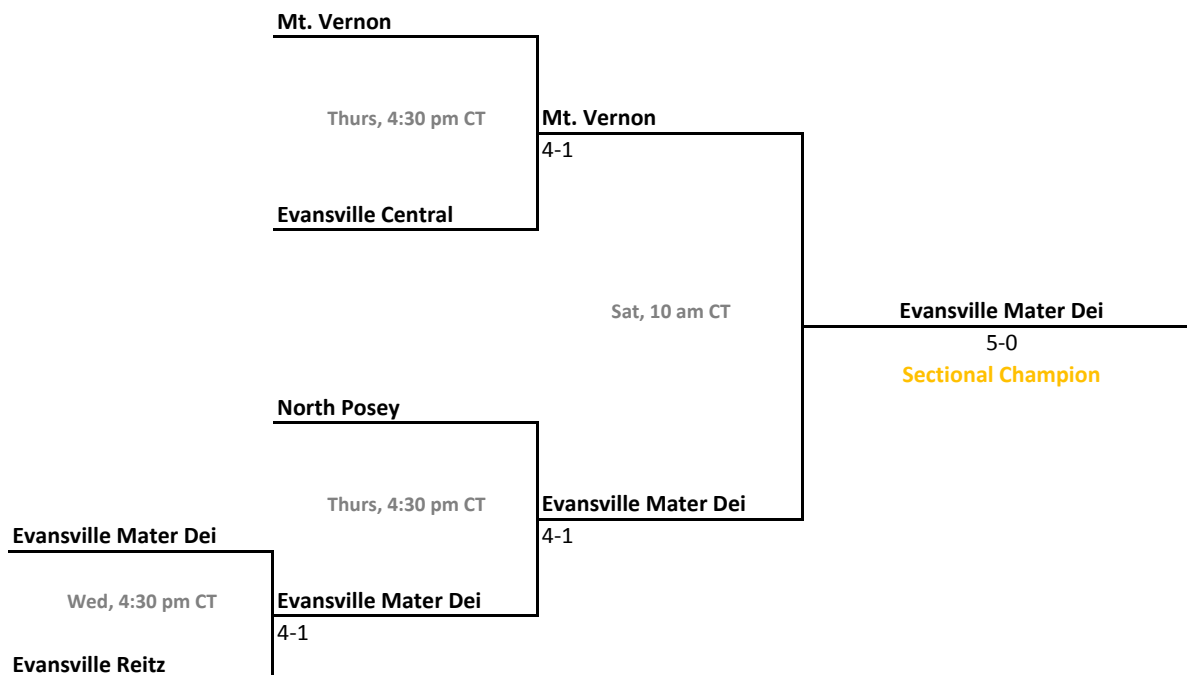 Mt. Vernon
Thurs, 4:30 pm CT
Mt. Vernon
4-1
Evansville Central
Sat, 10 am CT
Evansville Mater Dei
5-0
Sectional Champion
North Posey
Thurs, 4:30 pm CT
Evansville Mater Dei
4-1
Evansville Mater Dei
Wed, 4:30 pm CT
Evansville Mater Dei
4-1
Evansville Reitz